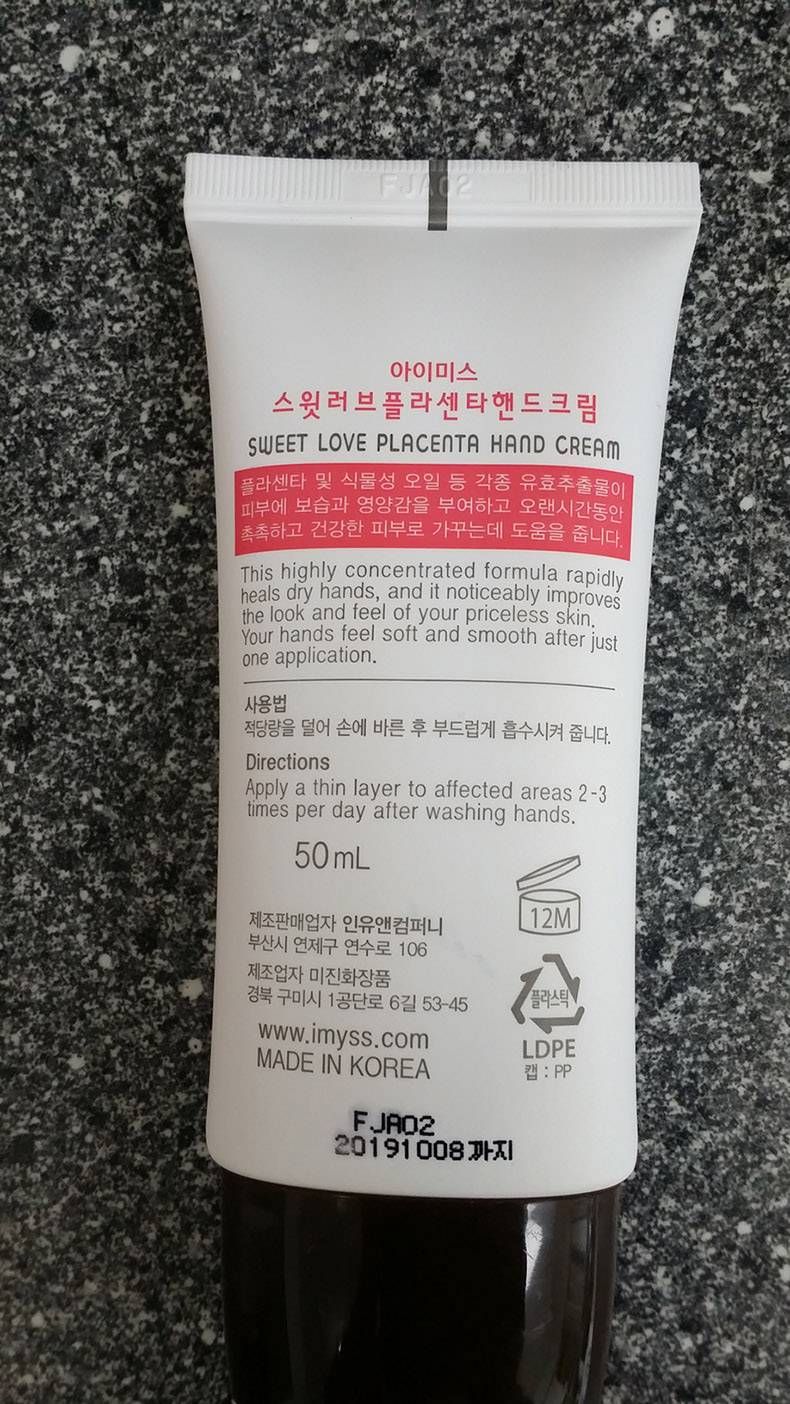 FJA02
아이미스
스윗러브플라센타핸드크림
SWEET LOVE PLACENTA HAND CREAM
플라센타 및 식물성 오일 등 각종 유효추출물이
피부에 보습과 영양감을 부여하고 오랜시간동안
촉촉하고 건강한 피부로 가꾸는데 도움을 줍니다.
This highly concentrated formula rapidly
heals dry hands, and it noticeably improves
the look and feel of your priceless skin.
Your hands feel soft and smooth after just
one application.
사용법
적당량을 덜어 손에 바른 후 부드럽게 흡수시켜 줍니다.
Directions
Apply a thin layer to affected areas 2-3
times per day after washing hands.
50mL
12M
제조판매업자 인유앤컴퍼니
부산시 연제구 연수로 106
제조업자 미진화장품
경북 구미시 1공단로 6길 53-45
플라스틱
LDPE
캡 : PP
www.imyss.com
MADE IN KOREA
FJA02
20191008까지